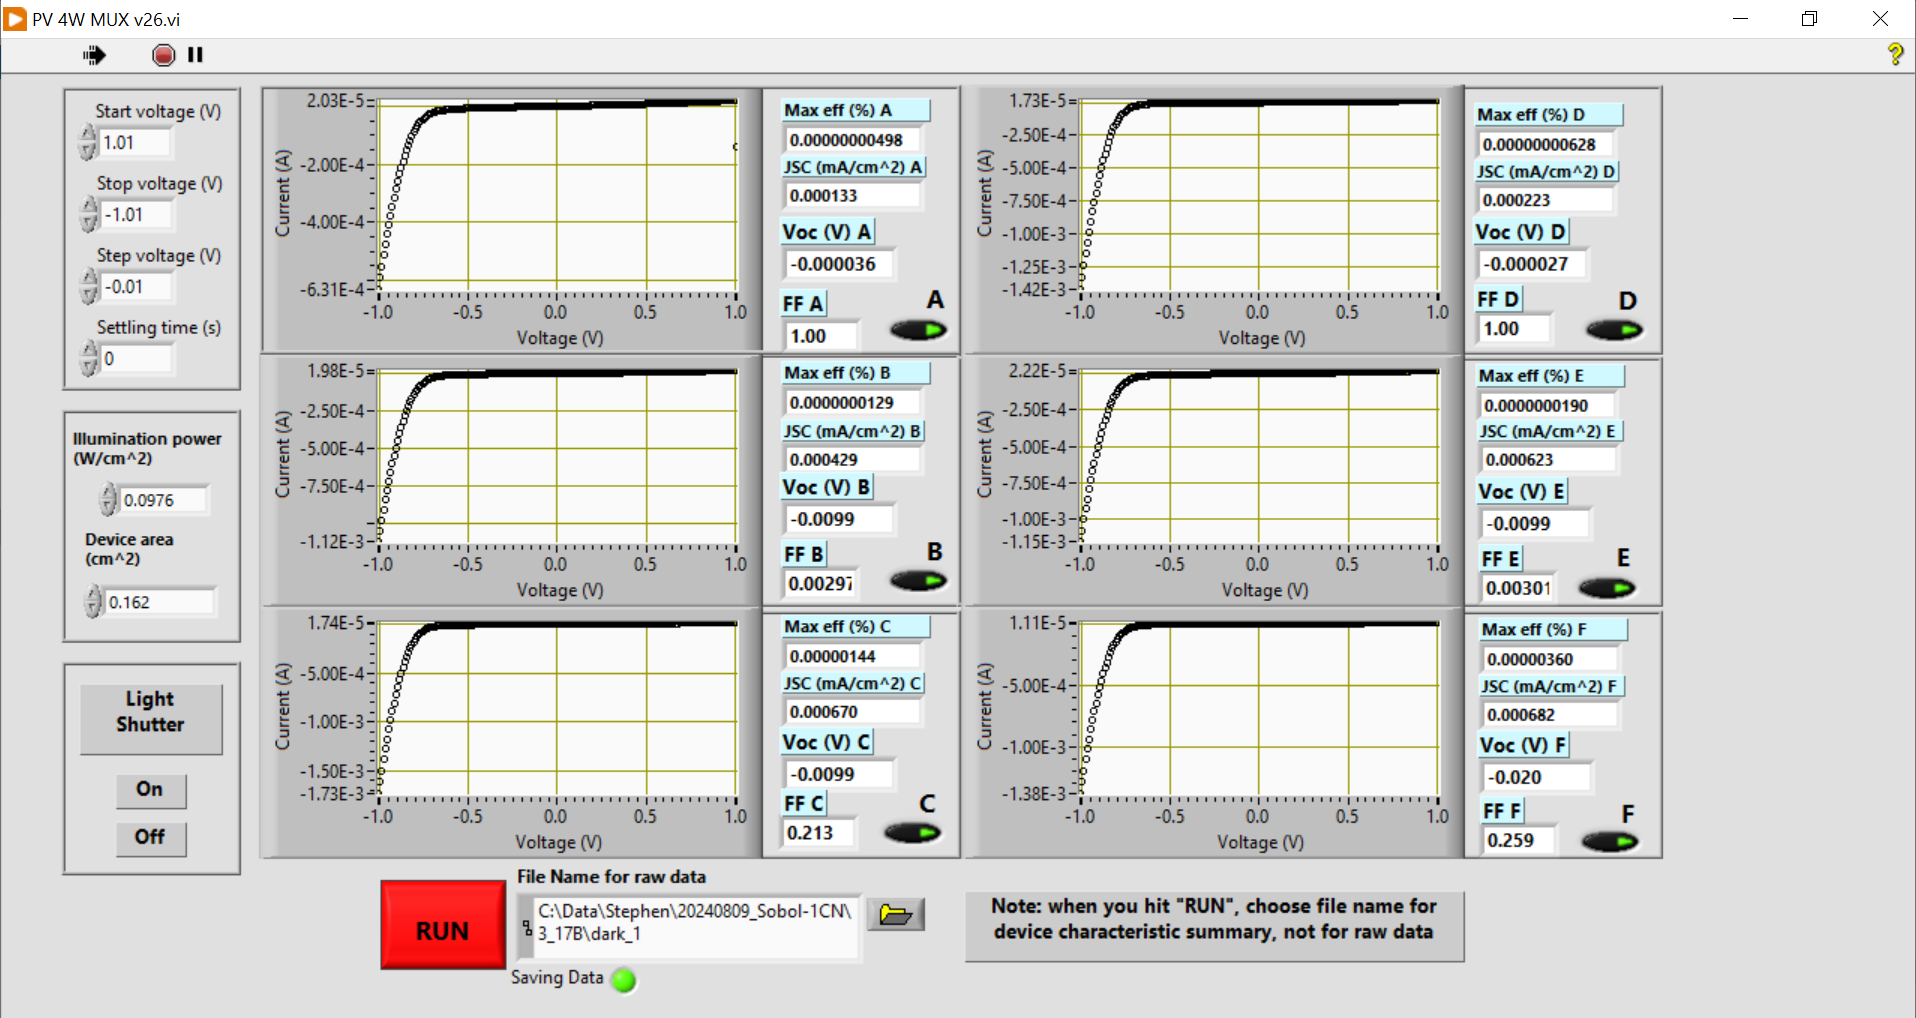 PV 4W MUX v26.vi
Start voltage (V)
1.01
Stop voltage (V)
-1.01
Step voltage (V)
-0.01
Settling time (s)
0
Illumination power
(W/cm^2)
0.0976
Device area
(cm^2)
0.162
Light
Shutter
On
Off
2.03E-5
-2.00E-4
-4.00E-4
-6.31E-4
Current (A)
-1.0 -0.5 0.0 0.5 1.0
Voltage (V)
Max eff (%) A
0.00000000498
JSC (mA/cm^2) A
0.000133
Voc (V) A
-0.000036
FF A
1.00
A
1.98E-5
-2.50E-4
-5.00E-4
-7.50E-4
-1.12E-3
Current (A)
-1.0 -0.5 0.0 0.5 1.0
Voltage (V)
Max eff (%) B
0.0000000129
JSC (mA/cm^2) B
0.000429
Voc (V) B
-0.0099
FF B
0.00297
B
1.74E-5
-5.00E-4
-1.00E-3
-1.50E-3
-1.73E-3
Current (A)
-1.0 -0.5 0.0 0.5 1.0
Voltage (V)
Max eff (%) C
0.00000144
JSC (mA/cm^2) C
0.000670
Voc (V) C
-0.0099
FF C
0.213
C
1.73E-5
-2.50E-4
-5.00E-4
-7.50E-4
-1.00E-3
-1.25E-3
-1.42E-3
Current (A)
-1.0 -0.5 0.0 0.5 1.0
Voltage (V)
Max eff (%) D
0.00000000628
JSC (mA/cm^2) D
0.000223
Voc (V) D
-0.000027
FF D
1.00
D
2.22E-5
-2.50E-4
-5.00E-4
-7.50E-4
-1.00E-3
-1.15E-3
Current (A)
-1.0 -0.5 0.0 0.5 1.0
Voltage (V)
Max eff (%) E
0.0000000190
JSC (mA/cm^2) E
0.000623
Voc (V) E
-0.0099
FF E
0.00301
E
1.11E-5
-5.00E-4
-1.00E-3
-1.38E-3
Current (A)
-1.0 -0.5 0.0 0.5 1.0
Voltage (V)
Max eff (%) F
0.00000360
JSC (mA/cm^2) F
0.000682
Voc (V) F
-0.020
FF F
0.259
F
RUN
File Name for raw data
C:\Data\Stephen\20240809_Sobol-1CN\
3_17B\dark_1
Saving Data
Note: when you hit "RUN", choose file name for
device characteristic summary, not for raw data